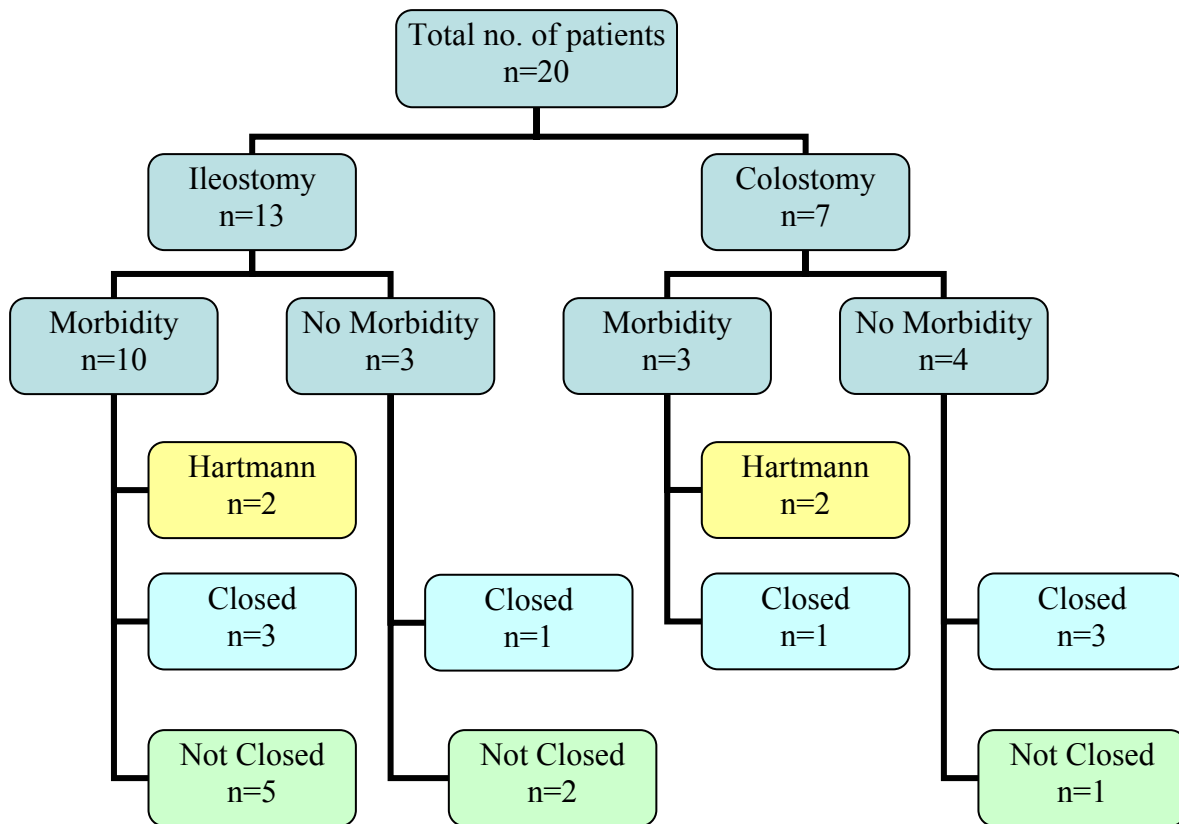 Total no. of patients
n=20
Ileostomy
n=13
Colostomy
n=7
Morbidity
n=10
No Morbidity
n=3
Morbidity
n=3
No Morbidity
n=4
Hartmann
n=2
Hartmann
n=2
Closed
n=3
Closed
n=1
Closed
n=1
Closed
n=3
Not Closed
n=5
Not Closed
n=2
Not Closed
n=1